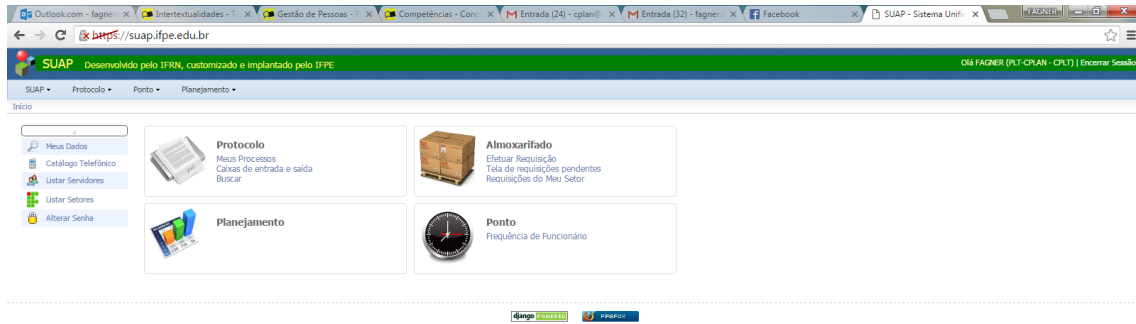 Outlook.com - fagne
Intertextualidades - T
Gestão de Pessoas - F
Competências - Conc
Entrada (24) - cplan@
Entrada (32) - fagner.
Facebook
SUAP - Sistema Unific
FAGNER
https://suap.ifpe.edu.br
SUAP Desenvolvido pelo IFRN, customizado e implantado pelo IFPE
Olá FAGNER (PLT-CPLAN - CPLT) | Encerrar Sessão
SUAP Protocolo Ponto Planejamento
Início
Meus Dados
Catálogo Telefônico
Listar Servidores
Listar Setores
Alterar Senha
Protocolo
Meus Processos
Caixas de entrada e saída
Buscar
Almoxarifado
Efetuar Requisição
Tela de requisições pendentes
Requisições do Meu Setor
Planejamento
Ponto
Frequência de Funcionário
django POWERED
FIREFOX